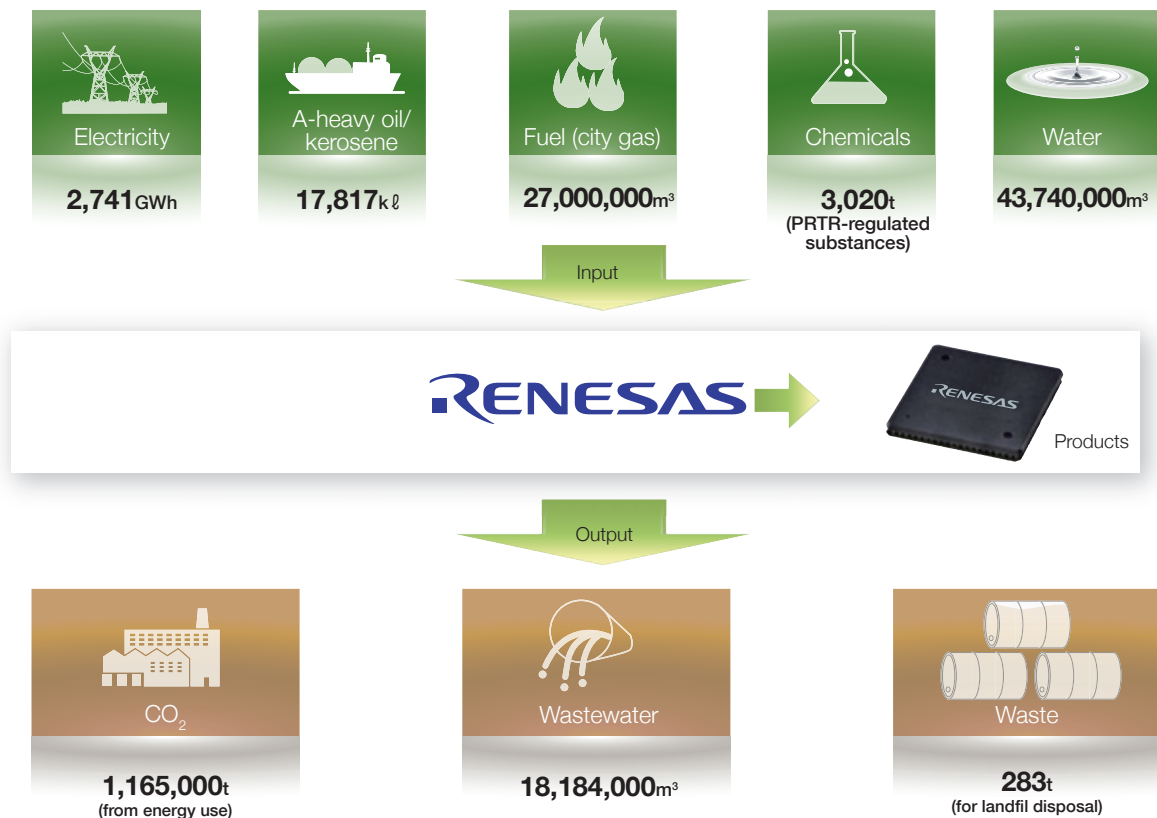 Electricity
A-heavy oil/
kerosene
Fuel (city gas)
Chemicals
Water
2,741GWh
17,817kℓ
27,000,000m³
3,020t
(PRTR-regulated
substances)
43,740,000m³
Input
RENESAS
RENESAS
Products
Output
CO₂
Wastewater
Waste
1,165,000t
(from energy use)
18,184,000m³
283t
(for landfil disposal)